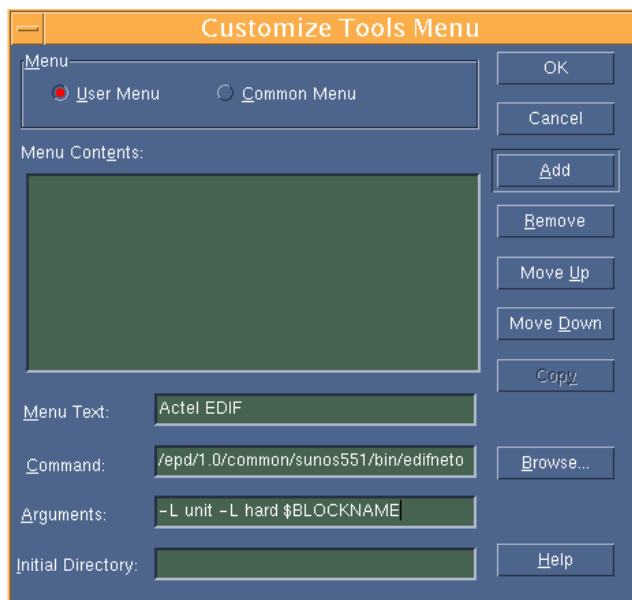 Customize Tools Menu
Menu
User Menu
Common Menu
OK
Cancel
Menu Contents:
Add
Remove
Move Up
Move Down
Copy
Menu Text:
Actel EDIF
Command:
/epd/1.0/common/sunos551/bin/edifneto
Browse...
Arguments:
-L unit -L hard $BLOCKNAME
Initial Directory:
Help